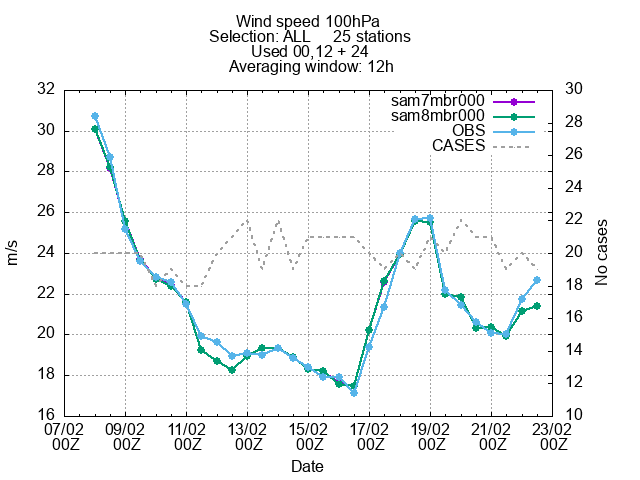 Wind speed 100hPa
Selection: ALL 25 stations
Used 00,12 + 24
Averaging window: 12h
sam7mbr000
sam8mbr000
OBS
CASES
32
30
28
26
24
22
20
18
16
m/s
30
28
26
24
22
20
18
16
14
12
10
No cases
07/02 09/02 11/02 13/02 15/02 17/02 19/02 21/02 23/02
00Z 00Z 00Z 00Z 00Z 00Z 00Z 00Z 00Z
Date